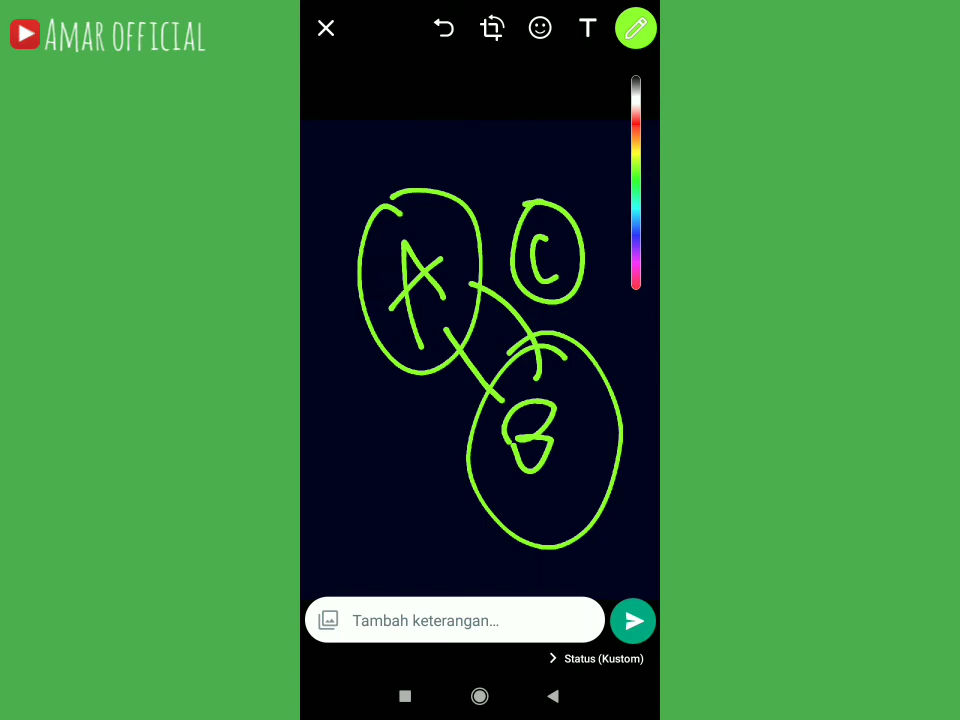 AMAR OFFICIAL
T
A
C
B
Tambah keterangan...
Status (Kustom)